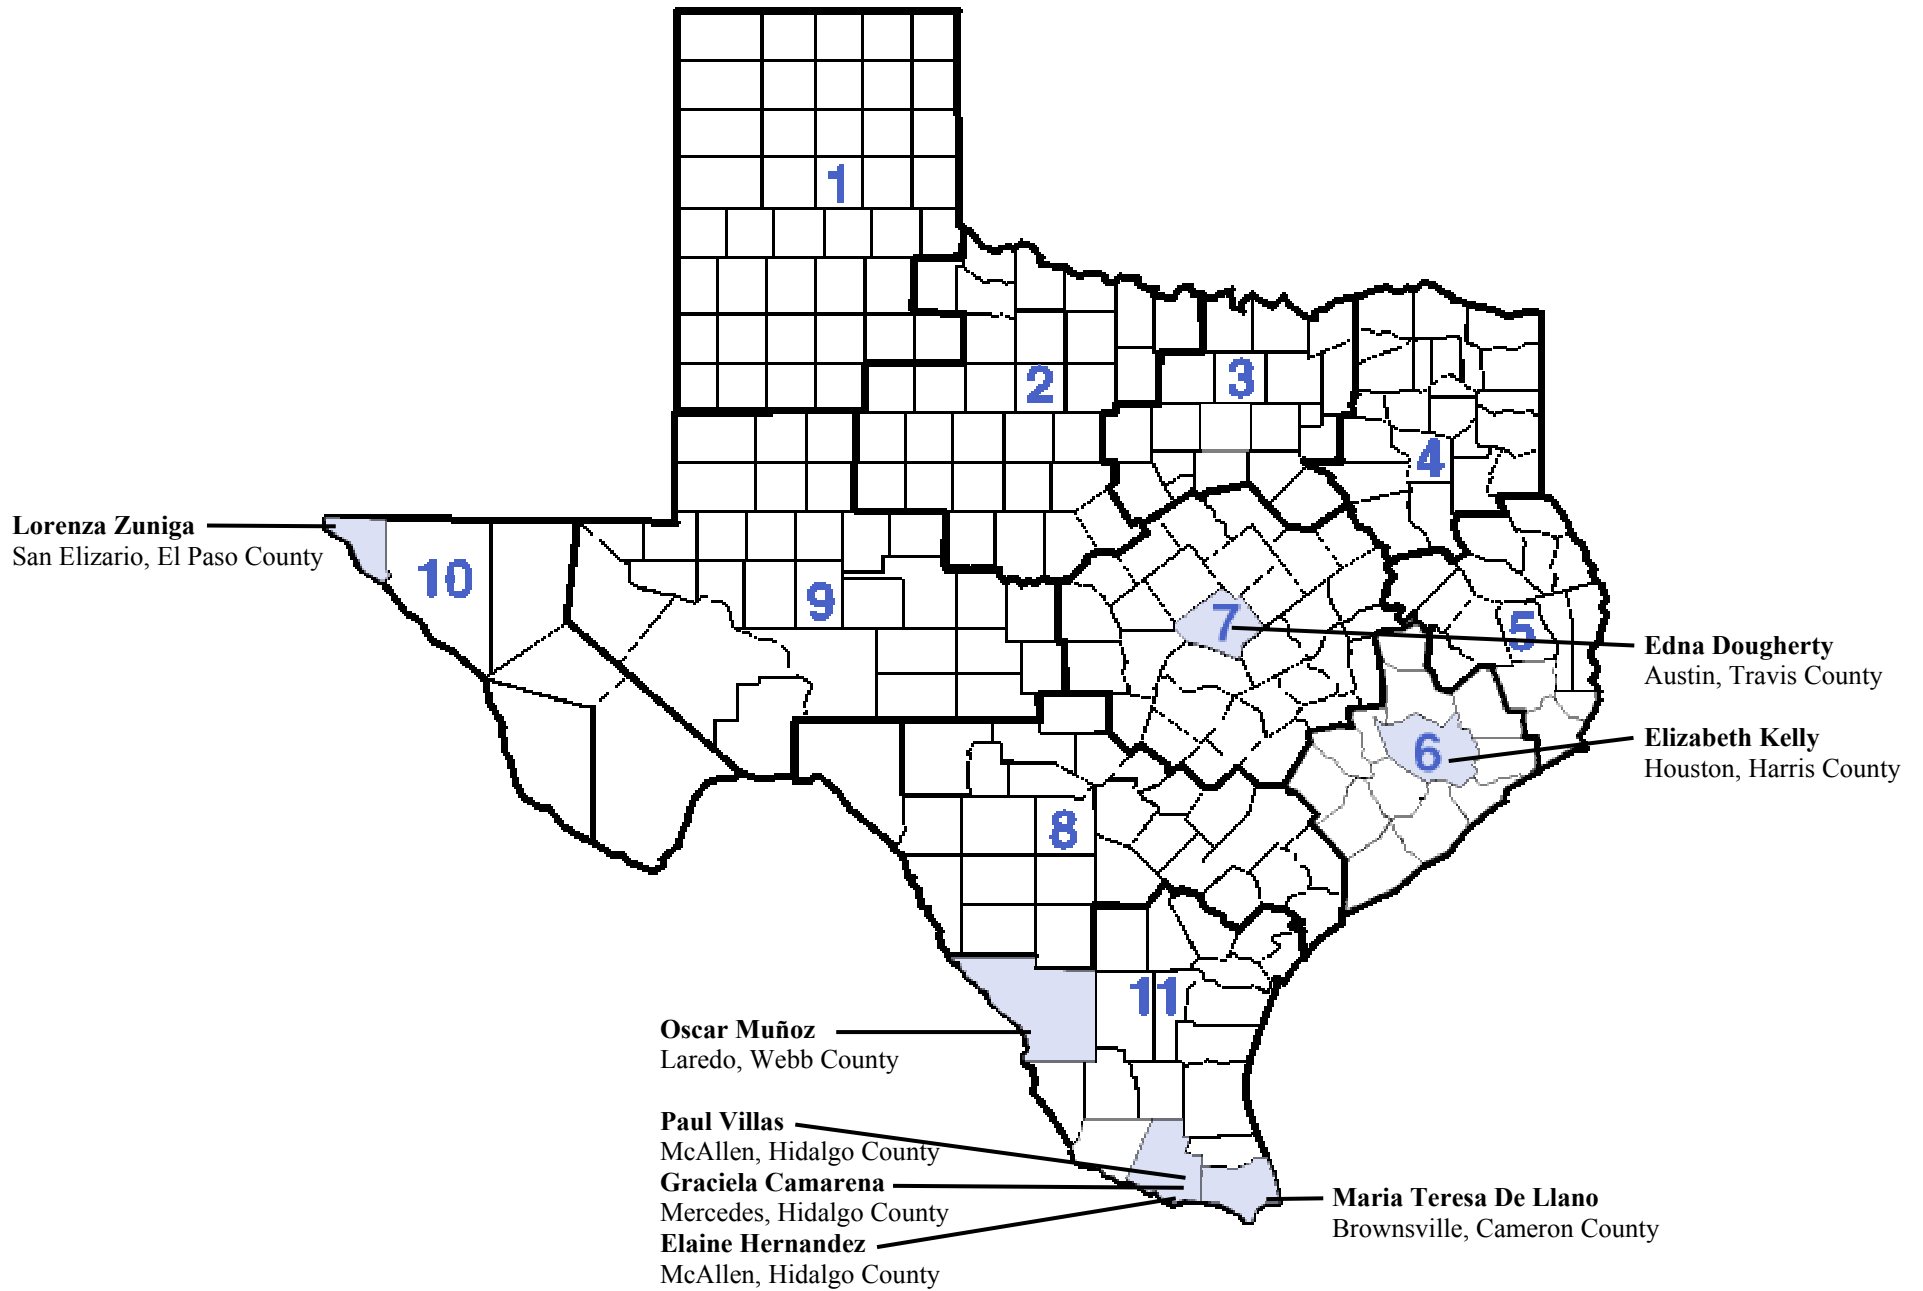 1
2
3
4
Lorenza Zuniga
San Elizario, El Paso County
10
9
7
5
Edna Dougherty
Austin, Travis County
6
Elizabeth Kelly
Houston, Harris County
8
11
Oscar Muñoz
Laredo, Webb County
Paul Villas
McAllen, Hidalgo County
Graciela Camarena
Mercedes, Hidalgo County
Elaine Hernandez
McAllen, Hidalgo County
Maria Teresa De Llano
Brownsville, Cameron County